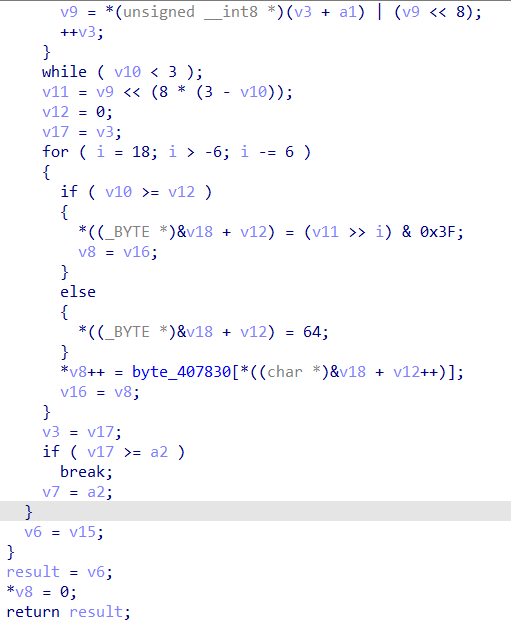 v9 = *(unsigned __int8 *)(v3 + a1) | (v9 << 8);
++v3;
}
while ( v10 < 3 );
v11 = v9 << (8 * (3 - v10));
v12 = 0;
v17 = v3;
for ( i = 18; i > -6; i -= 6 )
{
if ( v10 >= v12 )
{
*((_BYTE *)&v18 + v12) = (v11 >> i) & 0x3F;
v8 = v16;
}
else
{
*((_BYTE *)&v18 + v12) = 64;
}
*v8++ = byte_407830[*((char *)&v18 + v12++)];
v16 = v8;
}
v3 = v17;
if ( v17 >= a2 )
break;
v7 = a2;
}
v6 = v15;
}
result = v6;
*v8 = 0;
return result;